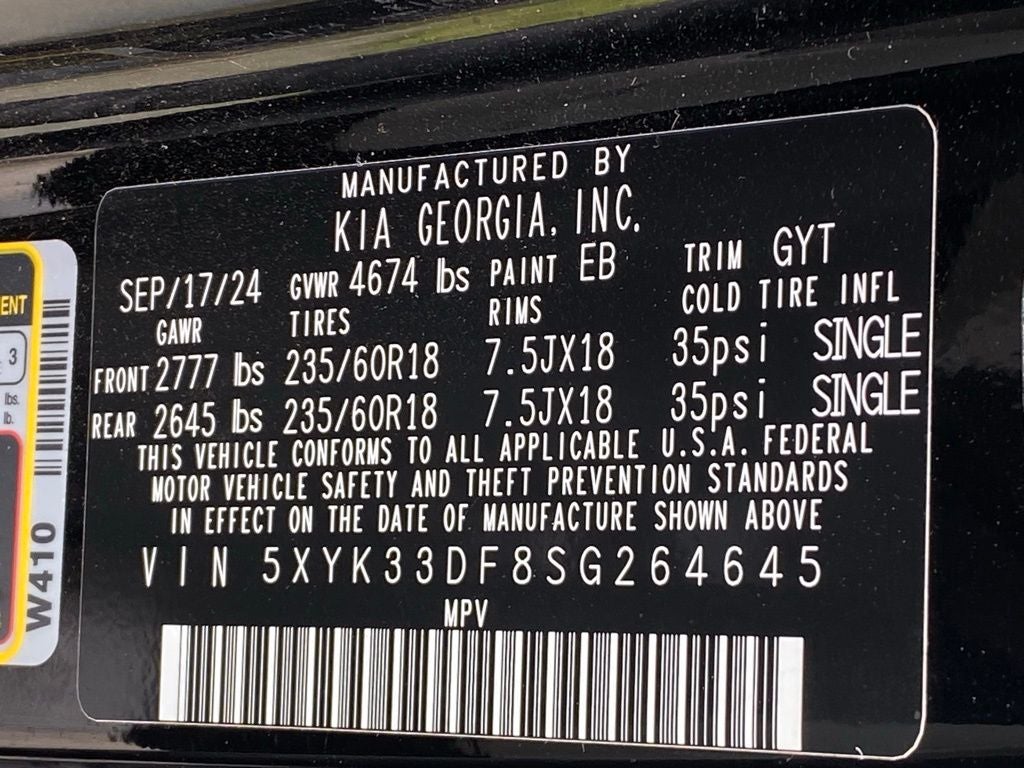 MANUFACTURED BY
KIA GEORGIA, INC.
SEP/17/24 GVWR 4674 lbs PAINT EB TRIM GYT
GAWR TIRES RIMS COLD TIRE INFL
FRONT 2777 lbs 235/60R18 7.5JX18 35psi SINGLE
REAR 2645 lbs 235/60R18 7.5JX18 35psi SINGLE
THIS VEHICLE CONFORMS TO ALL APPLICABLE U.S.A. FEDERAL
MOTOR VEHICLE SAFETY AND THEFT PREVENTION STANDARDS
IN EFFECT ON THE DATE OF MANUFACTURE SHOWN ABOVE
VIN 5XYK33DF8SG264645
MPV
3
lbs.
lb.
W410